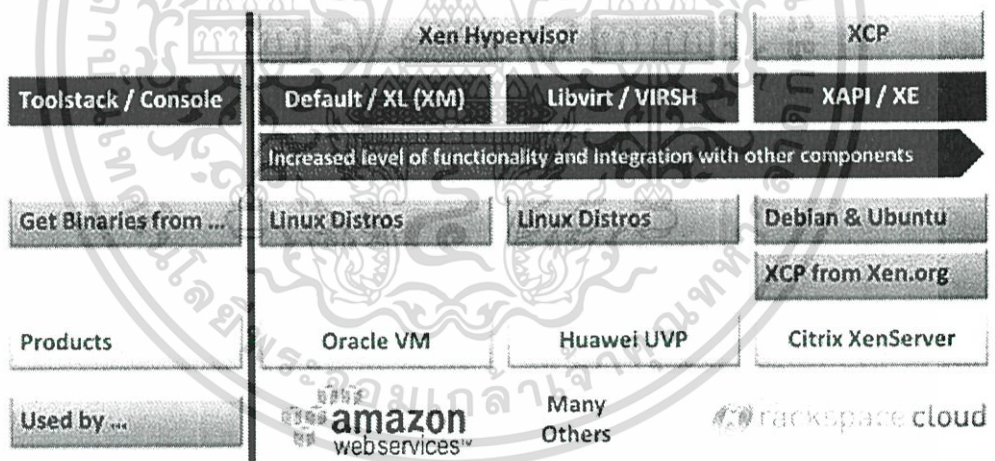 Xen Hypervisor XCP
Toolstack / Console Default / XL (XM) Libvirt / VIRSH XAPI / XE
Increased level of functionality and integration with other components
Get Binaries from ... Linux Distros Linux Distros Debian & Ubuntu
XCP from Xen.org
Products Oracle VM Huawei UVP Citrix XenServer
Used by ... amazon webservices™ Many Others rackspace cloud